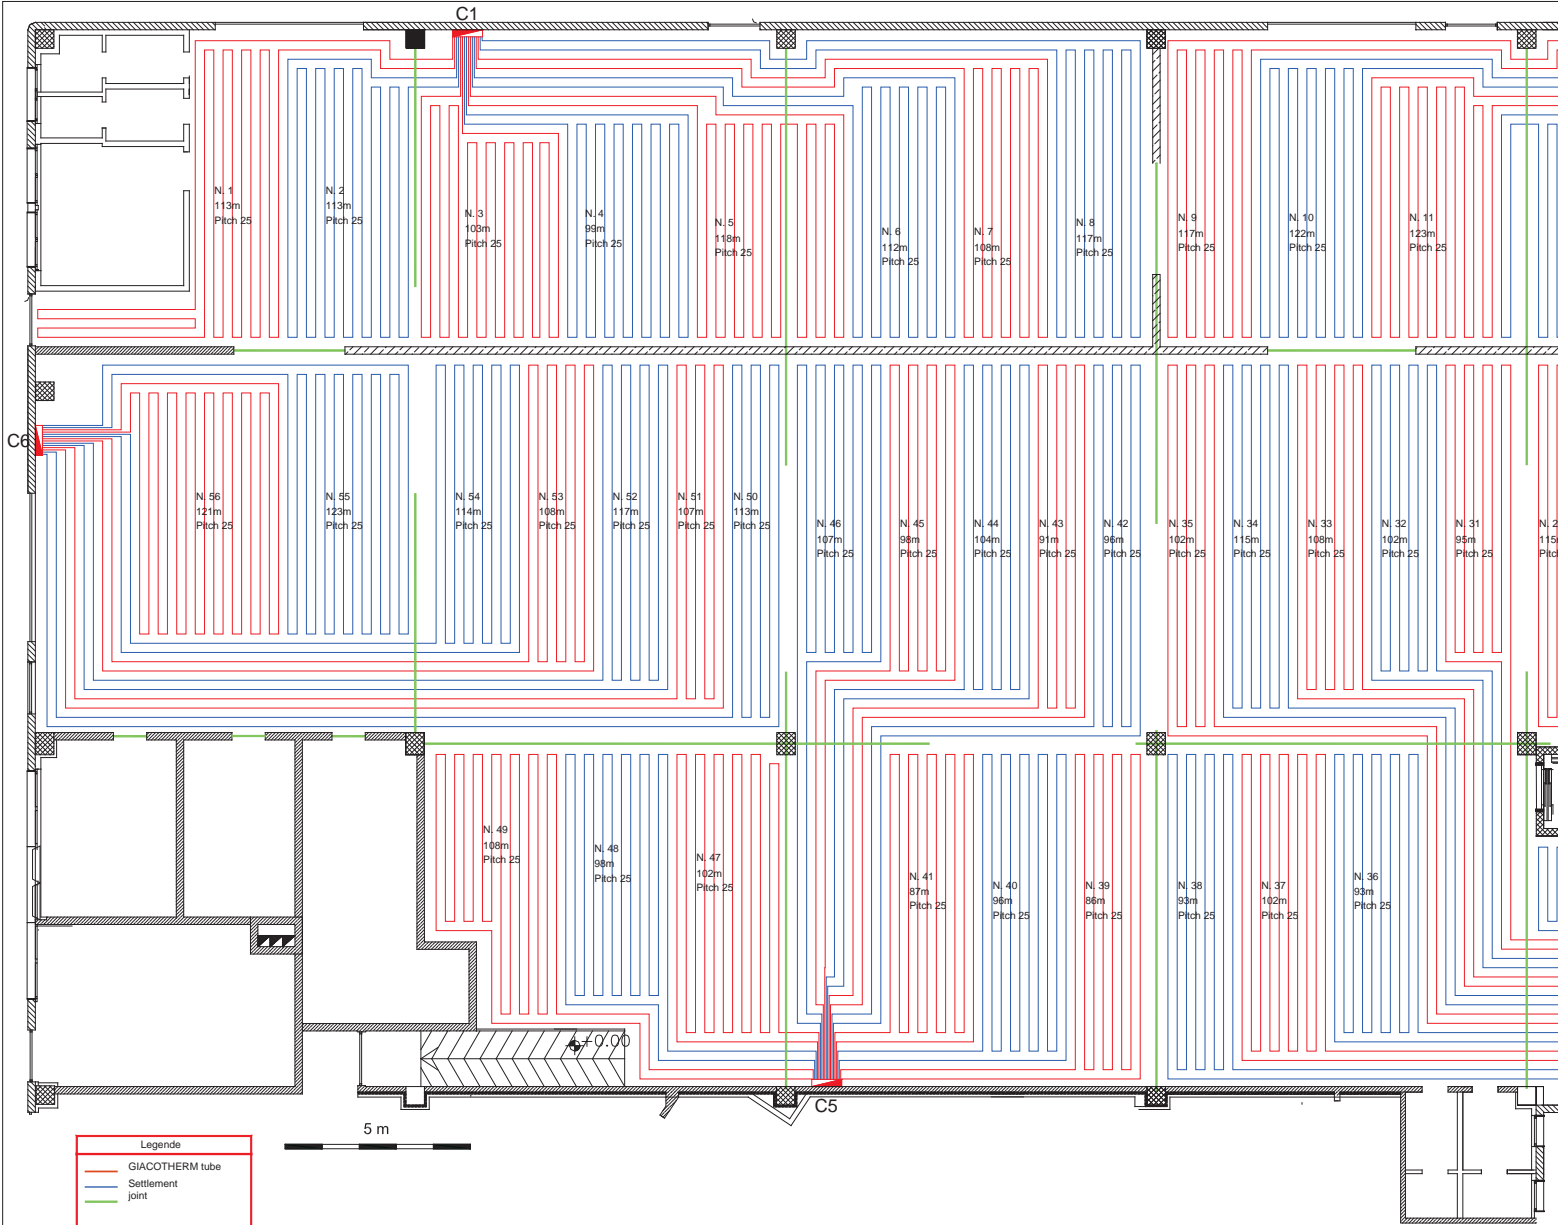 C1
N. 1
113m
Pitch 25
N. 2
113m
Pitch 25
N. 3
103m
Pitch 25
N. 4
99m
Pitch 25
N. 5
118m
Pitch 25
N. 6
112m
Pitch 25
N. 7
108m
Pitch 25
N. 8
117m
Pitch 25
N. 9
117m
Pitch 25
N. 10
122m
Pitch 25
N. 11
123m
Pitch 25
C6
N. 56
121m
Pitch 25
N. 55
123m
Pitch 25
N. 54
114m
Pitch 25
N. 53
108m
Pitch 25
N. 52
117m
Pitch 25
N. 51
107m
Pitch 25
N. 50
113m
Pitch 25
N. 46
107m
Pitch 25
N. 45
98m
Pitch 25
N. 44
104m
Pitch 25
N. 43
91m
Pitch 25
N. 42
96m
Pitch 25
N. 35
102m
Pitch 25
N. 34
115m
Pitch 25
N. 33
108m
Pitch 25
N. 32
102m
Pitch 25
N. 31
95m
Pitch 25
N. 49
108m
Pitch 25
N. 48
98m
Pitch 25
N. 47
102m
Pitch 25
N. 41
87m
Pitch 25
N. 40
96m
Pitch 25
N. 39
86m
Pitch 25
N. 38
93m
Pitch 25
N. 37
102m
Pitch 25
N. 36
93m
Pitch 25
+0.00
C5
5 m
Legende
GIACOTHERM tube
Settlement
joint